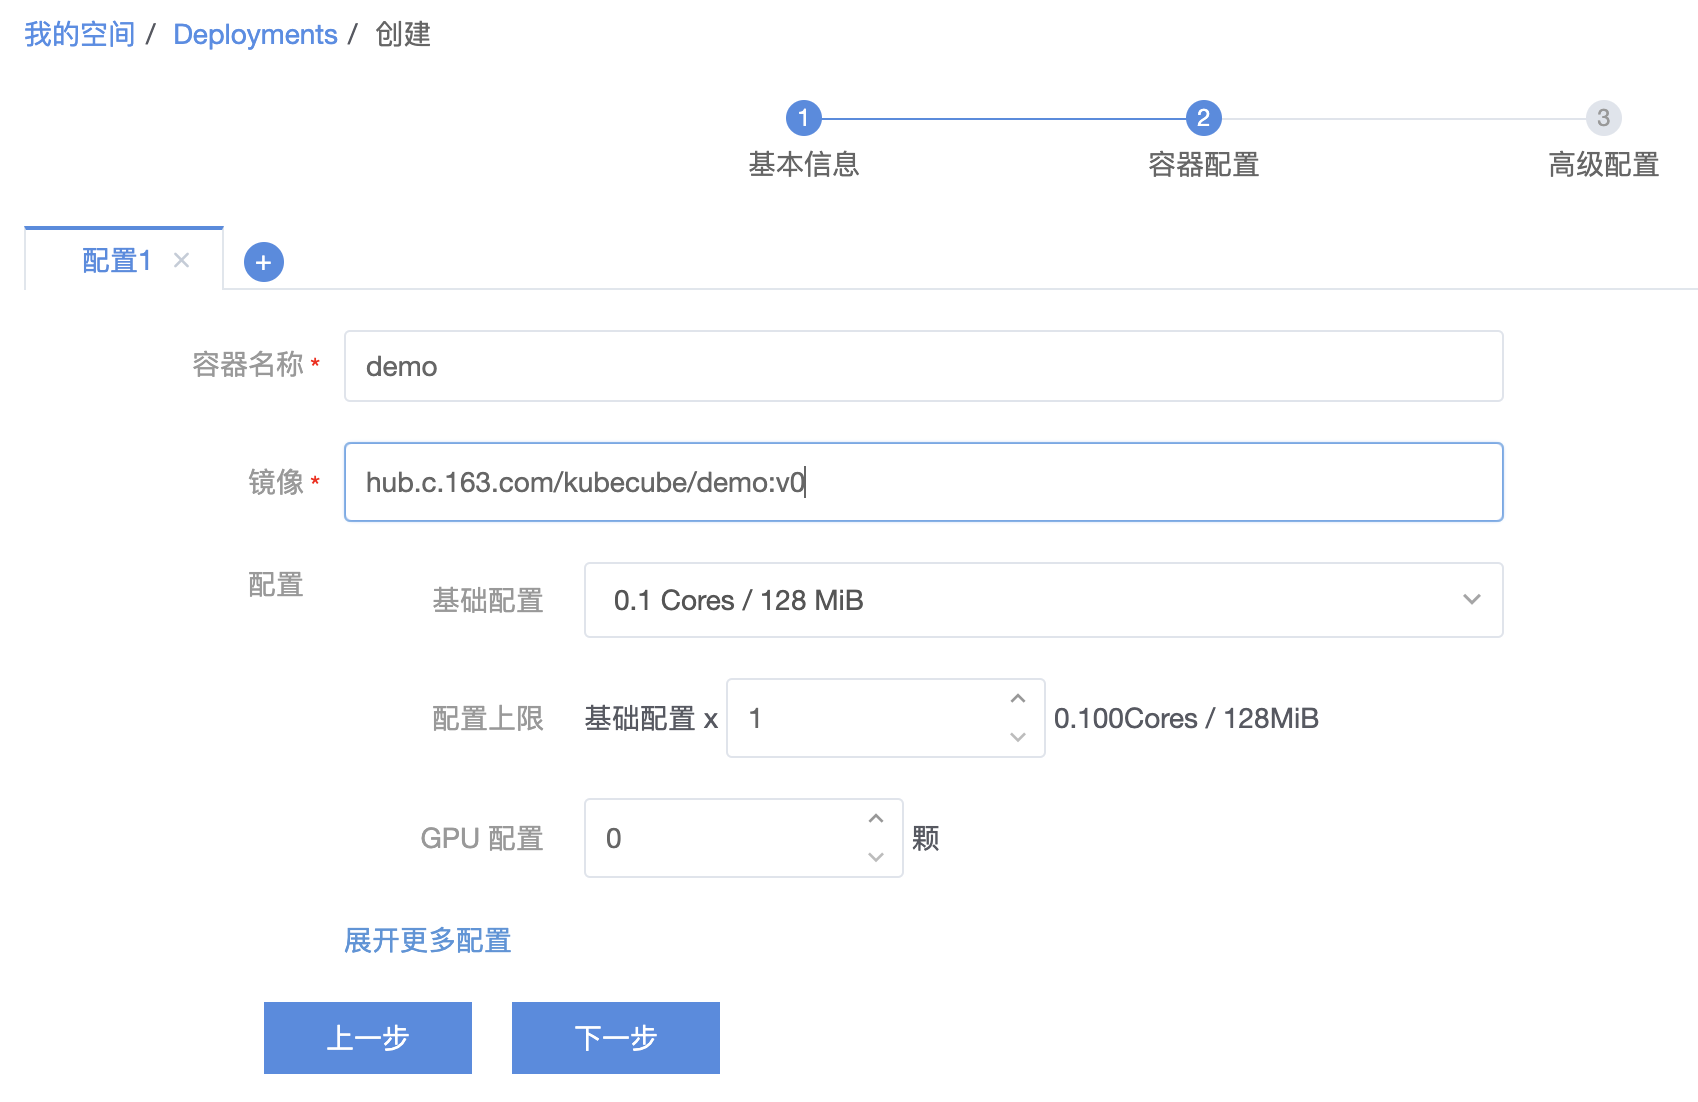 我的空间 / Deployments / 创建
1 2 3
基本信息 容器配置 高级配置
配置1 × +
容器名称 * demo
镜像 * hub.c.163.com/kubecube/demo:v0
配置
基础配置 0.1 Cores / 128 MiB
配置上限 基础配置 x 1 0.100Cores / 128MiB
GPU 配置 0 颗
展开更多配置
上一步 下一步